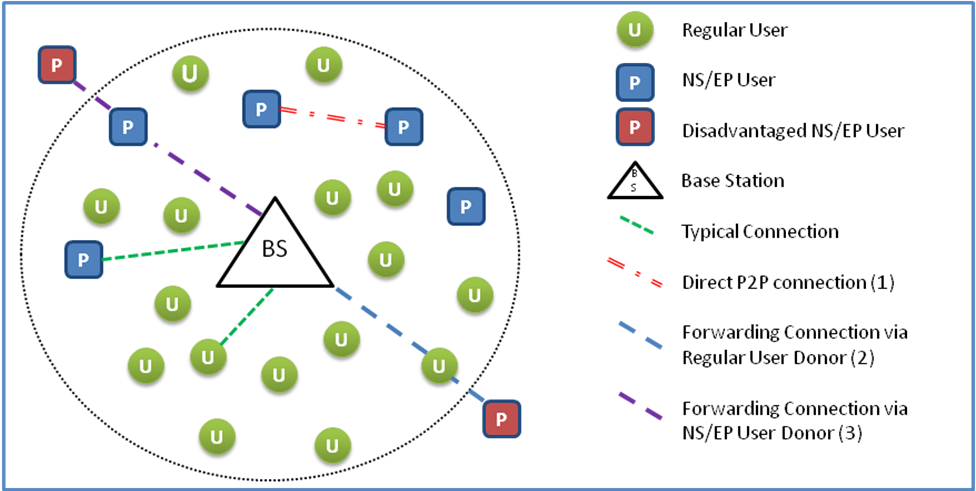 P
U
U
P
P
P
U
U
U
U
P
BS
P
U
U
U
U
U
U
U
U
P
U
U
U Regular User
P NS/EP User
P Disadvantaged NS/EP User
B
S
Base Station
Typical Connection
Direct P2P connection (1)
Forwarding Connection via
Regular User Donor (2)
Forwarding Connection via
NS/EP User Donor (3)